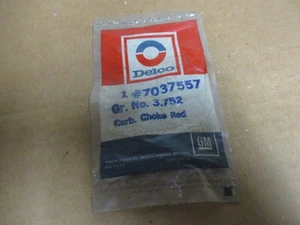 Delco
1 #7037557
Gr. No. 3.752
Carb. Choke Rod
GM